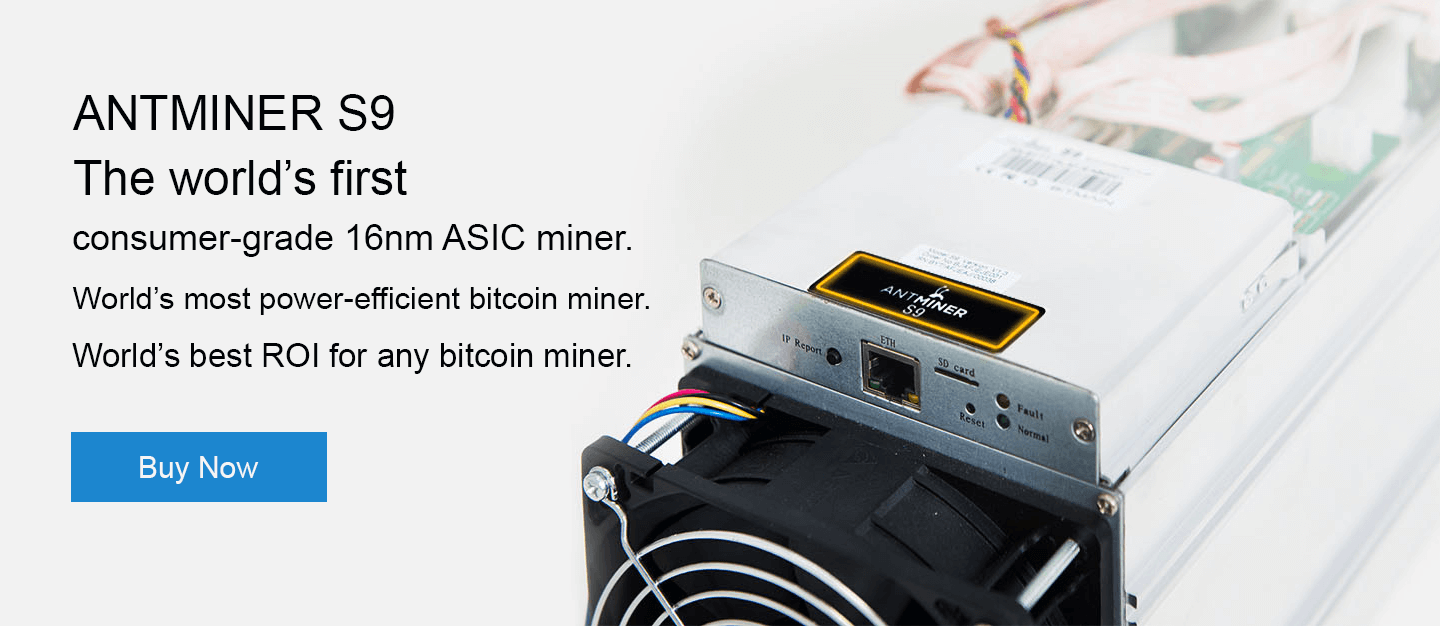 ANTMINER S9
The world’s first
consumer-grade 16nm ASIC miner.
World’s most power-efficient bitcoin miner.
World’s best ROI for any bitcoin miner.
Buy Now
ANTMINER
S9
IP Report
ETH
SD card
Reset
Fault
Normal